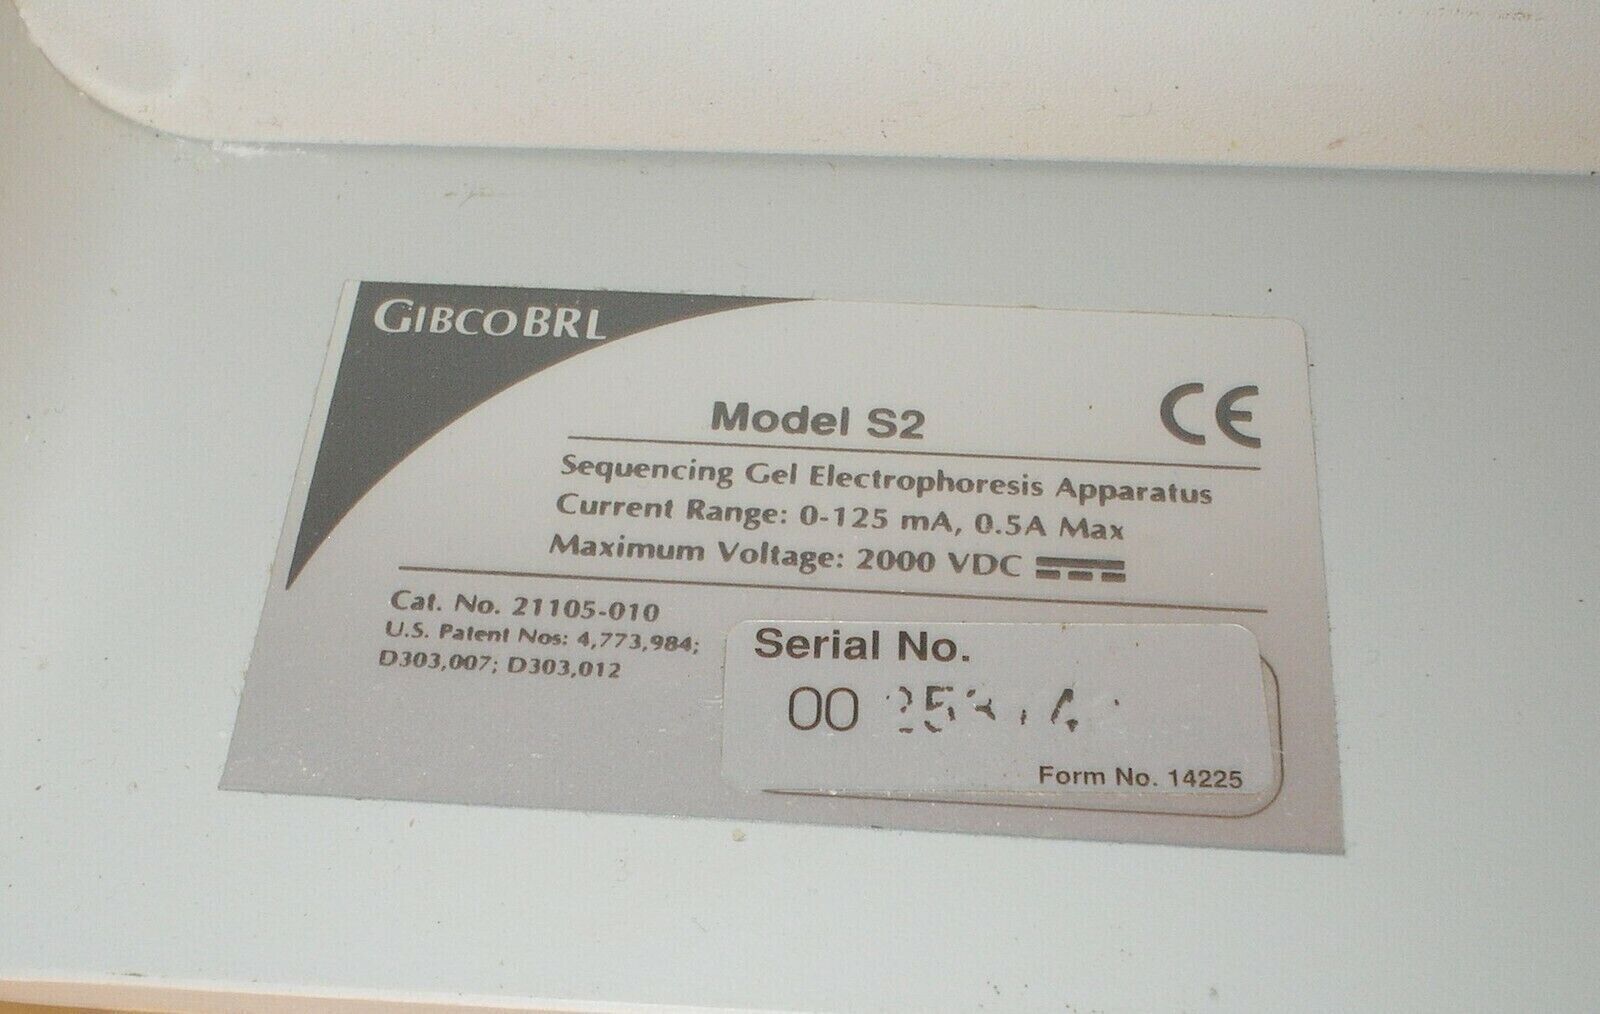 GIBCOBRL
Model S2
CE
Sequencing Gel Electrophoresis Apparatus
Current Range: 0-125 mA, 0.5A Max
Maximum Voltage: 2000 VDC
Cat. No. 21105-010
U.S. Patent Nos: 4,773,984;
D303,007; D303,012
Serial No.
00
Form No. 14225